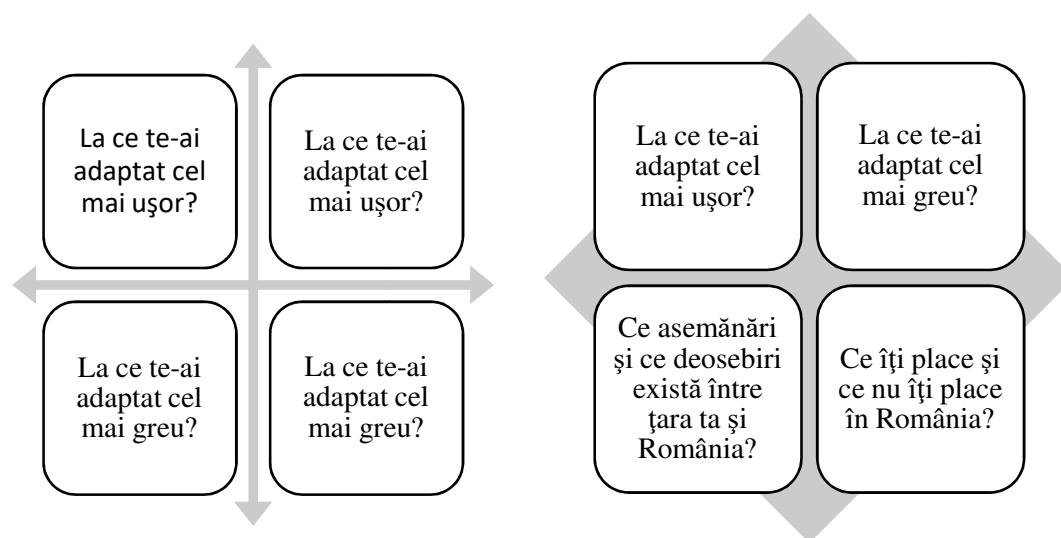 La ce te-ai
adaptat cel
mai uşor?
La ce te-ai
adaptat cel
mai uşor?
La ce te-ai
adaptat cel
mai greu?
La ce te-ai
adaptat cel
mai greu?
La ce te-ai
adaptat cel
mai uşor?
La ce te-ai
adaptat cel
mai greu?
Ce asemănări
şi ce deosebiri
există între
ţara ta şi
România?
Ce îţi place şi
ce nu îţi place
în România?